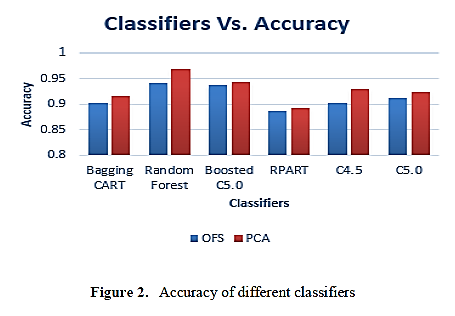 Classifiers Vs. Accuracy
1
0.95
0.9
0.85
0.8
Accuracy
Bagging CART
Random Forest
Boosted C5.0
RPART
C4.5
C5.0
Classifiers
OFS PCA
Figure 2. Accuracy of different classifiers